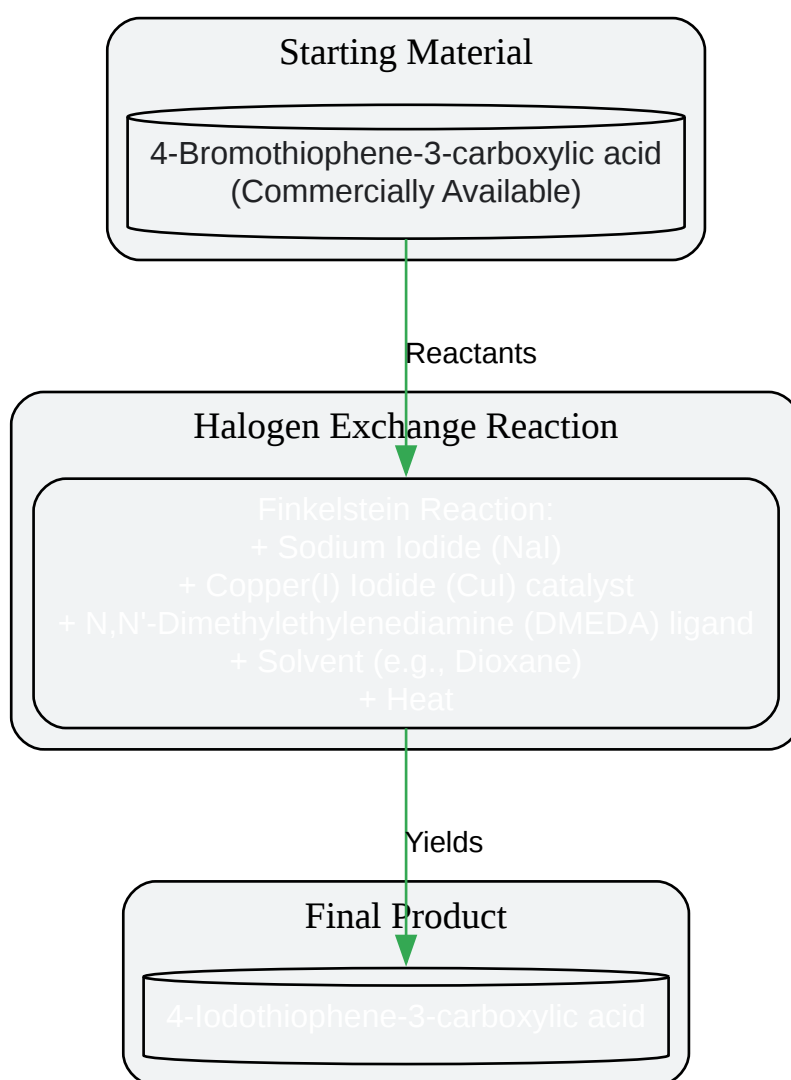 Starting Material
4-Bromothiophene-3-carboxylic acid
(Commercially Available)
Reactants
Halogen Exchange Reaction
Finkelstein Reaction:
+ Sodium Iodide (NaI)
+ Copper(I) Iodide (CuI) catalyst
+ N,N'-Dimethylethylenediamine (DMEDA) ligand
+ Solvent (e.g., Dioxane)
+ Heat
Yields
Final Product
4-Iodothiophene-3-carboxylic acid